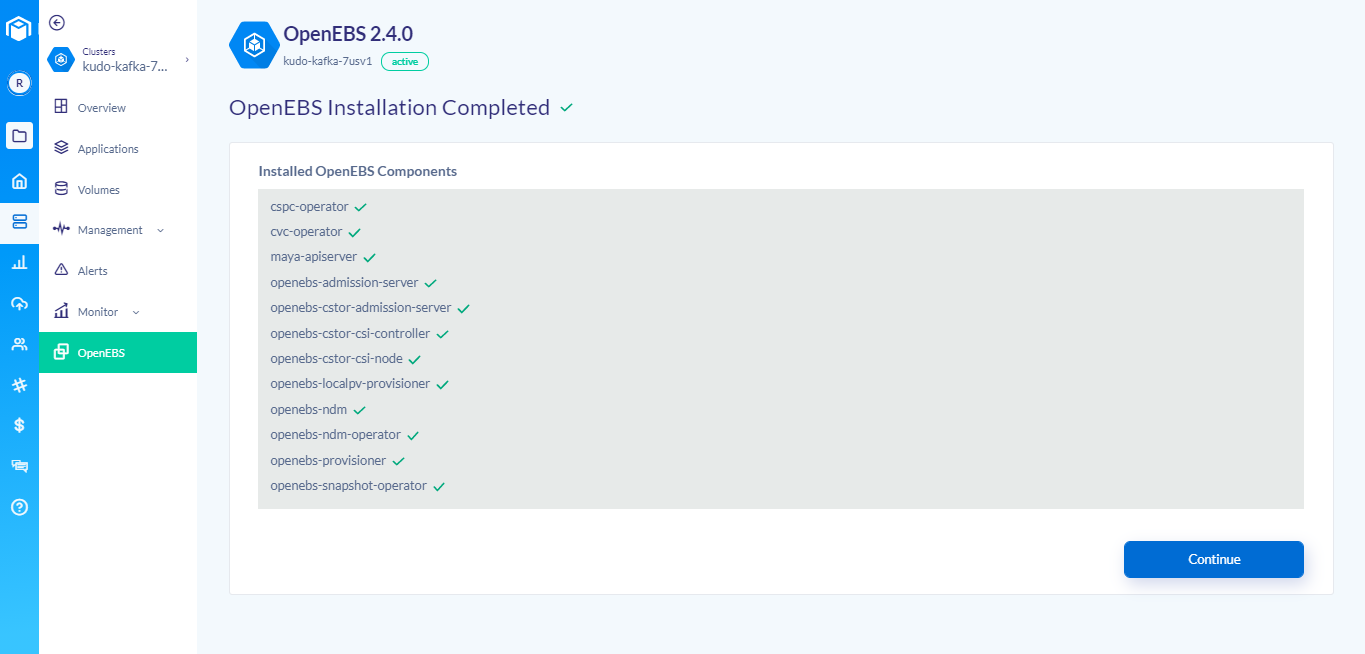 Clusters
kudo-kafka-7...
R
Overview
Applications
Volumes
Management
Alerts
Monitor
OpenEBS
OpenEBS 2.4.0
kudo-kafka-7usv1 active
OpenEBS Installation Completed
Installed OpenEBS Components
cspc-operator
cvc-operator
maya-apiserver
openebs-admission-server
openebs-cstor-admission-server
openebs-cstor-csi-controller
openebs-cstor-csi-node
openebs-localpv-provisioner
openebs-ndm
openebs-ndm-operator
openebs-provisioner
openebs-snapshot-operator
Continue